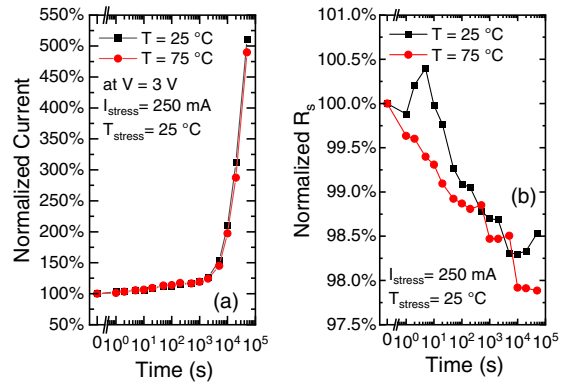 550%
500%
450%
400%
350%
300%
250%
200%
150%
100%
50%
Normalized Current
T = 25 °C
T = 75 °C
at V = 3 V
I_stress = 250 mA
T_stress = 25 °C
(a)
0 10^0 10^1 10^2 10^3 10^4 10^5
Time (s)
101.0%
100.5%
100.0%
99.5%
99.0%
98.5%
98.0%
97.5%
Normalized R_s
T = 25 °C
T = 75 °C
(b)
I_stress = 250 mA
T_stress = 25 °C
0 10^0 10^1 10^2 10^3 10^4 10^5
Time (s)